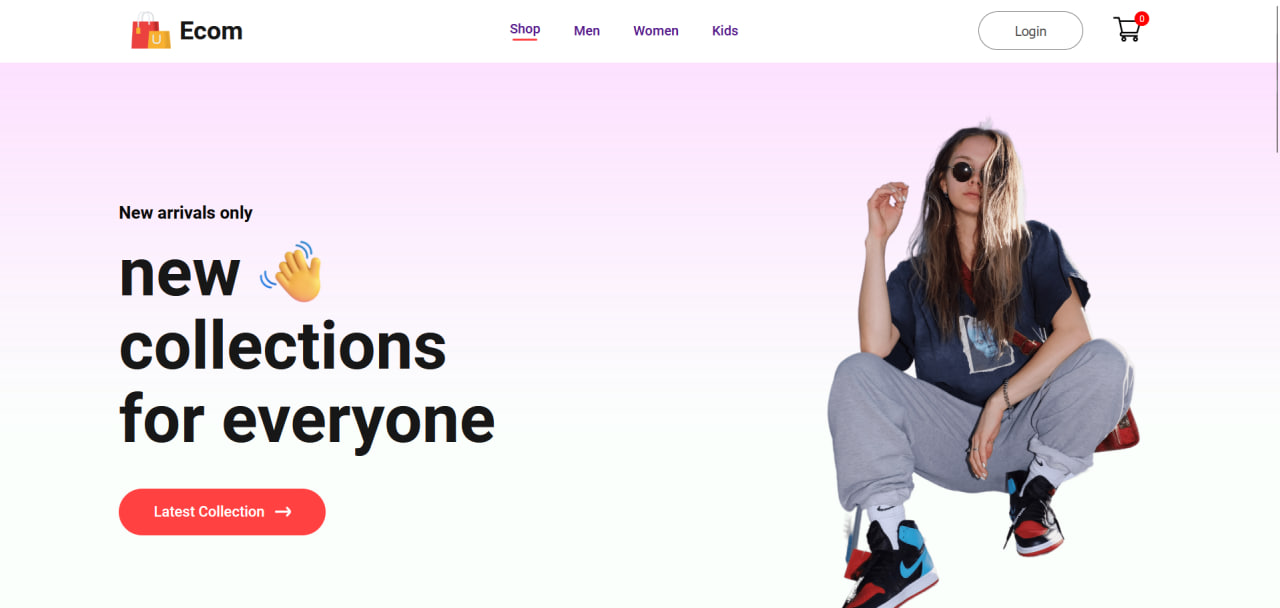 Ecom
Shop
Men
Women
Kids
Login
0
New arrivals only
new
collections
for everyone
Latest Collection